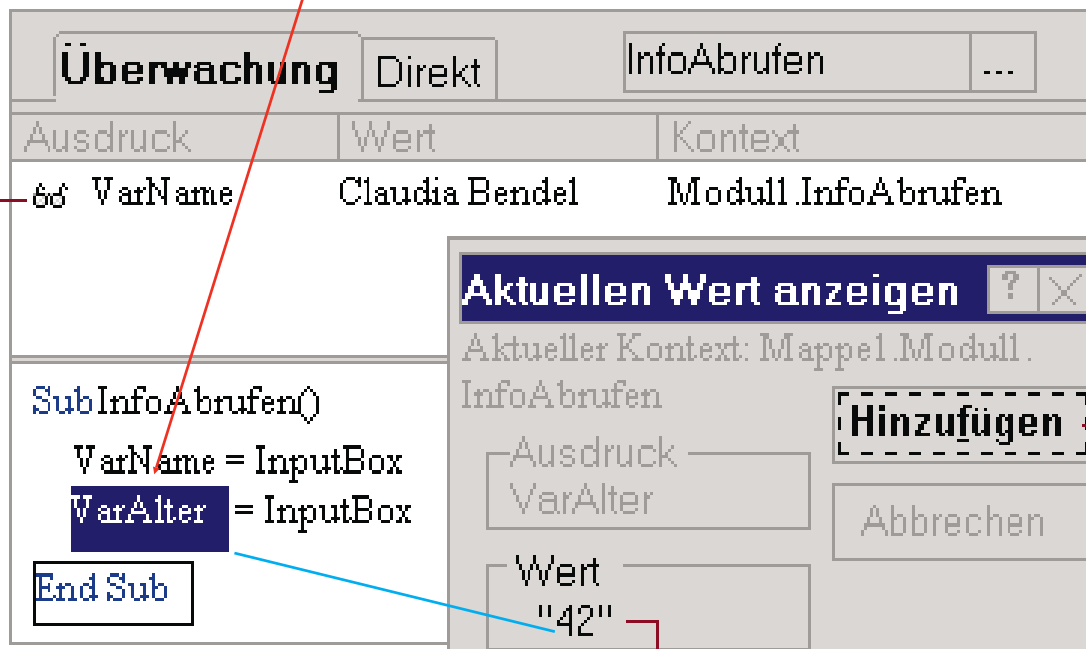 Überwachung Direkt InfoAbrufen ...
Ausdruck Wert Kontext
VarName Claudia Bendel Modul1.InfoAbrufen
Aktuellen Wert anzeigen ?
Aktueller Kontext: Mappe1.Modul1.
InfoAbrufen
Hinzufügen
Ausdruck
VarAlter
Abbrechen
Wert
"42"
Sub InfoAbrufen()
VarName = InputBox
VarAlter = InputBox
End Sub